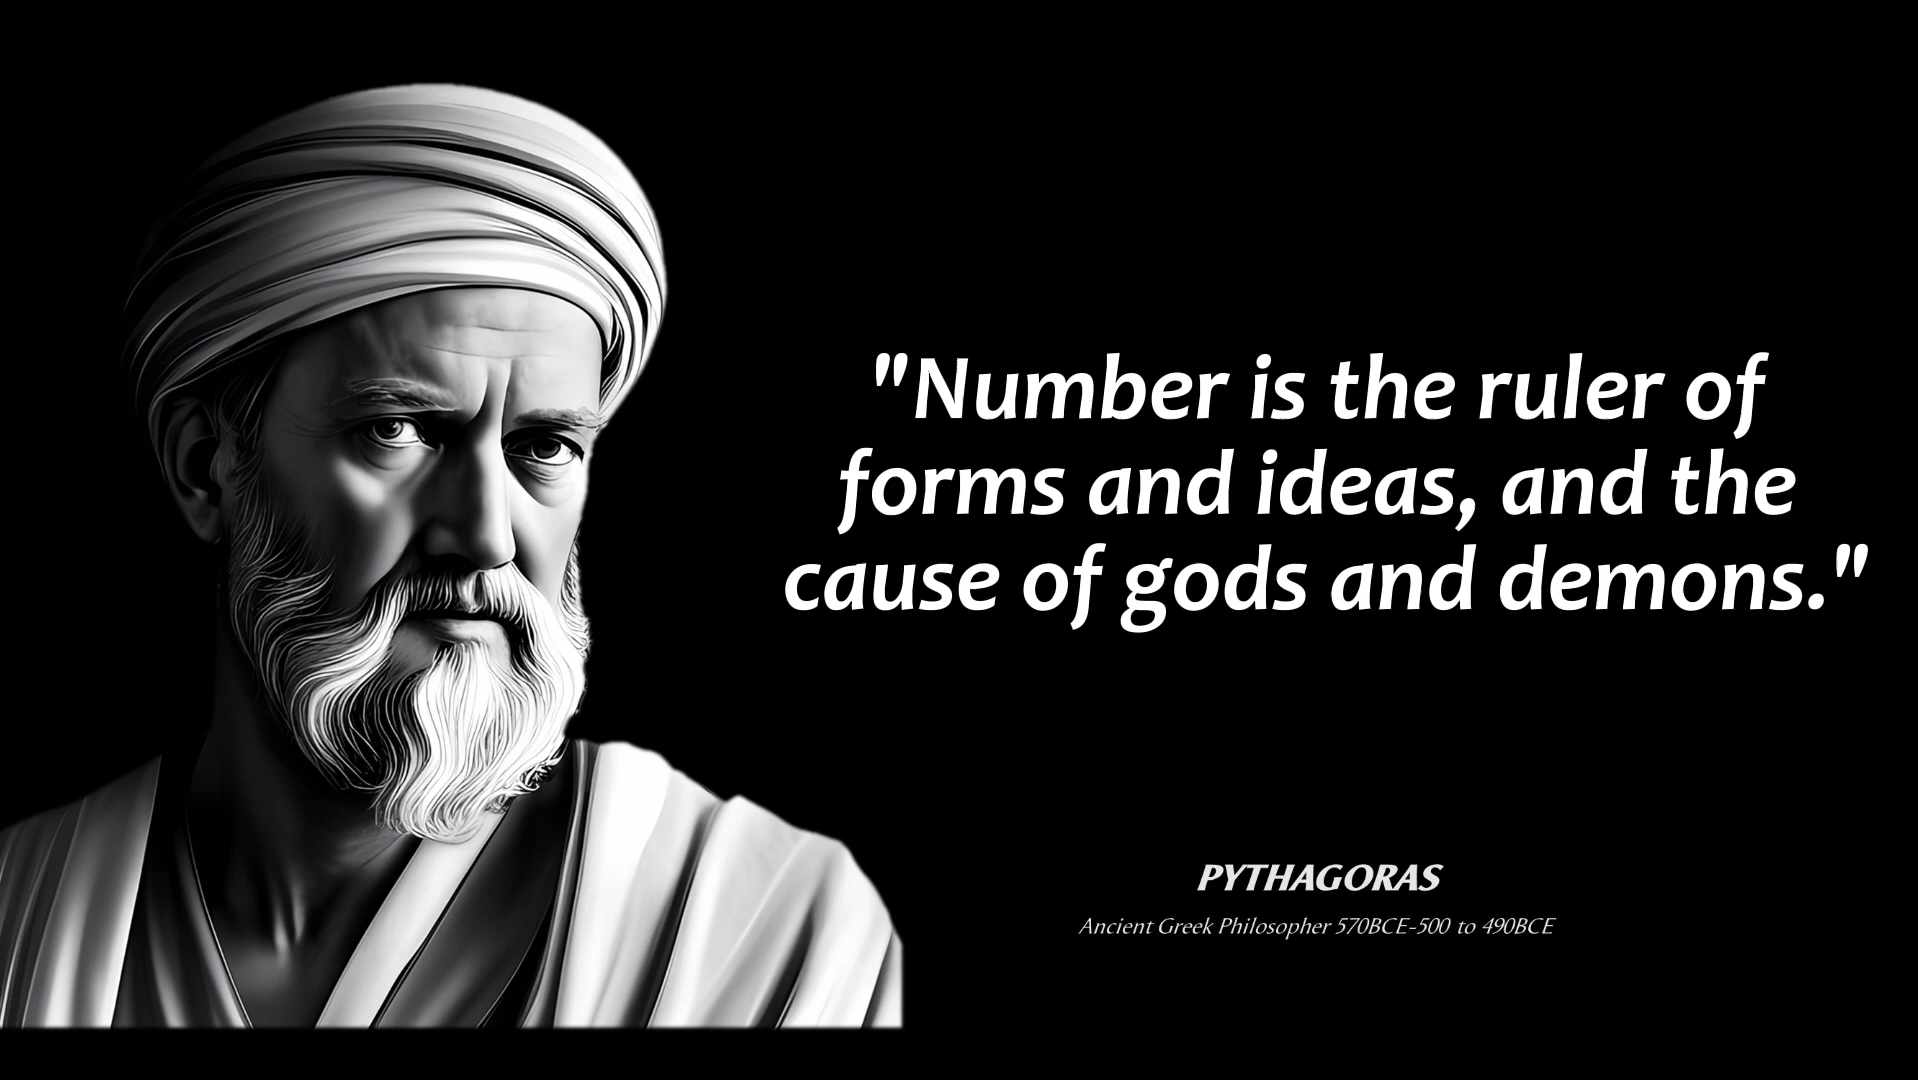 "Number is the ruler of
forms and ideas, and the
cause of gods and demons."
PYTHAGORAS
Ancient Greek Philosopher 570BCE-500 to 490BCE